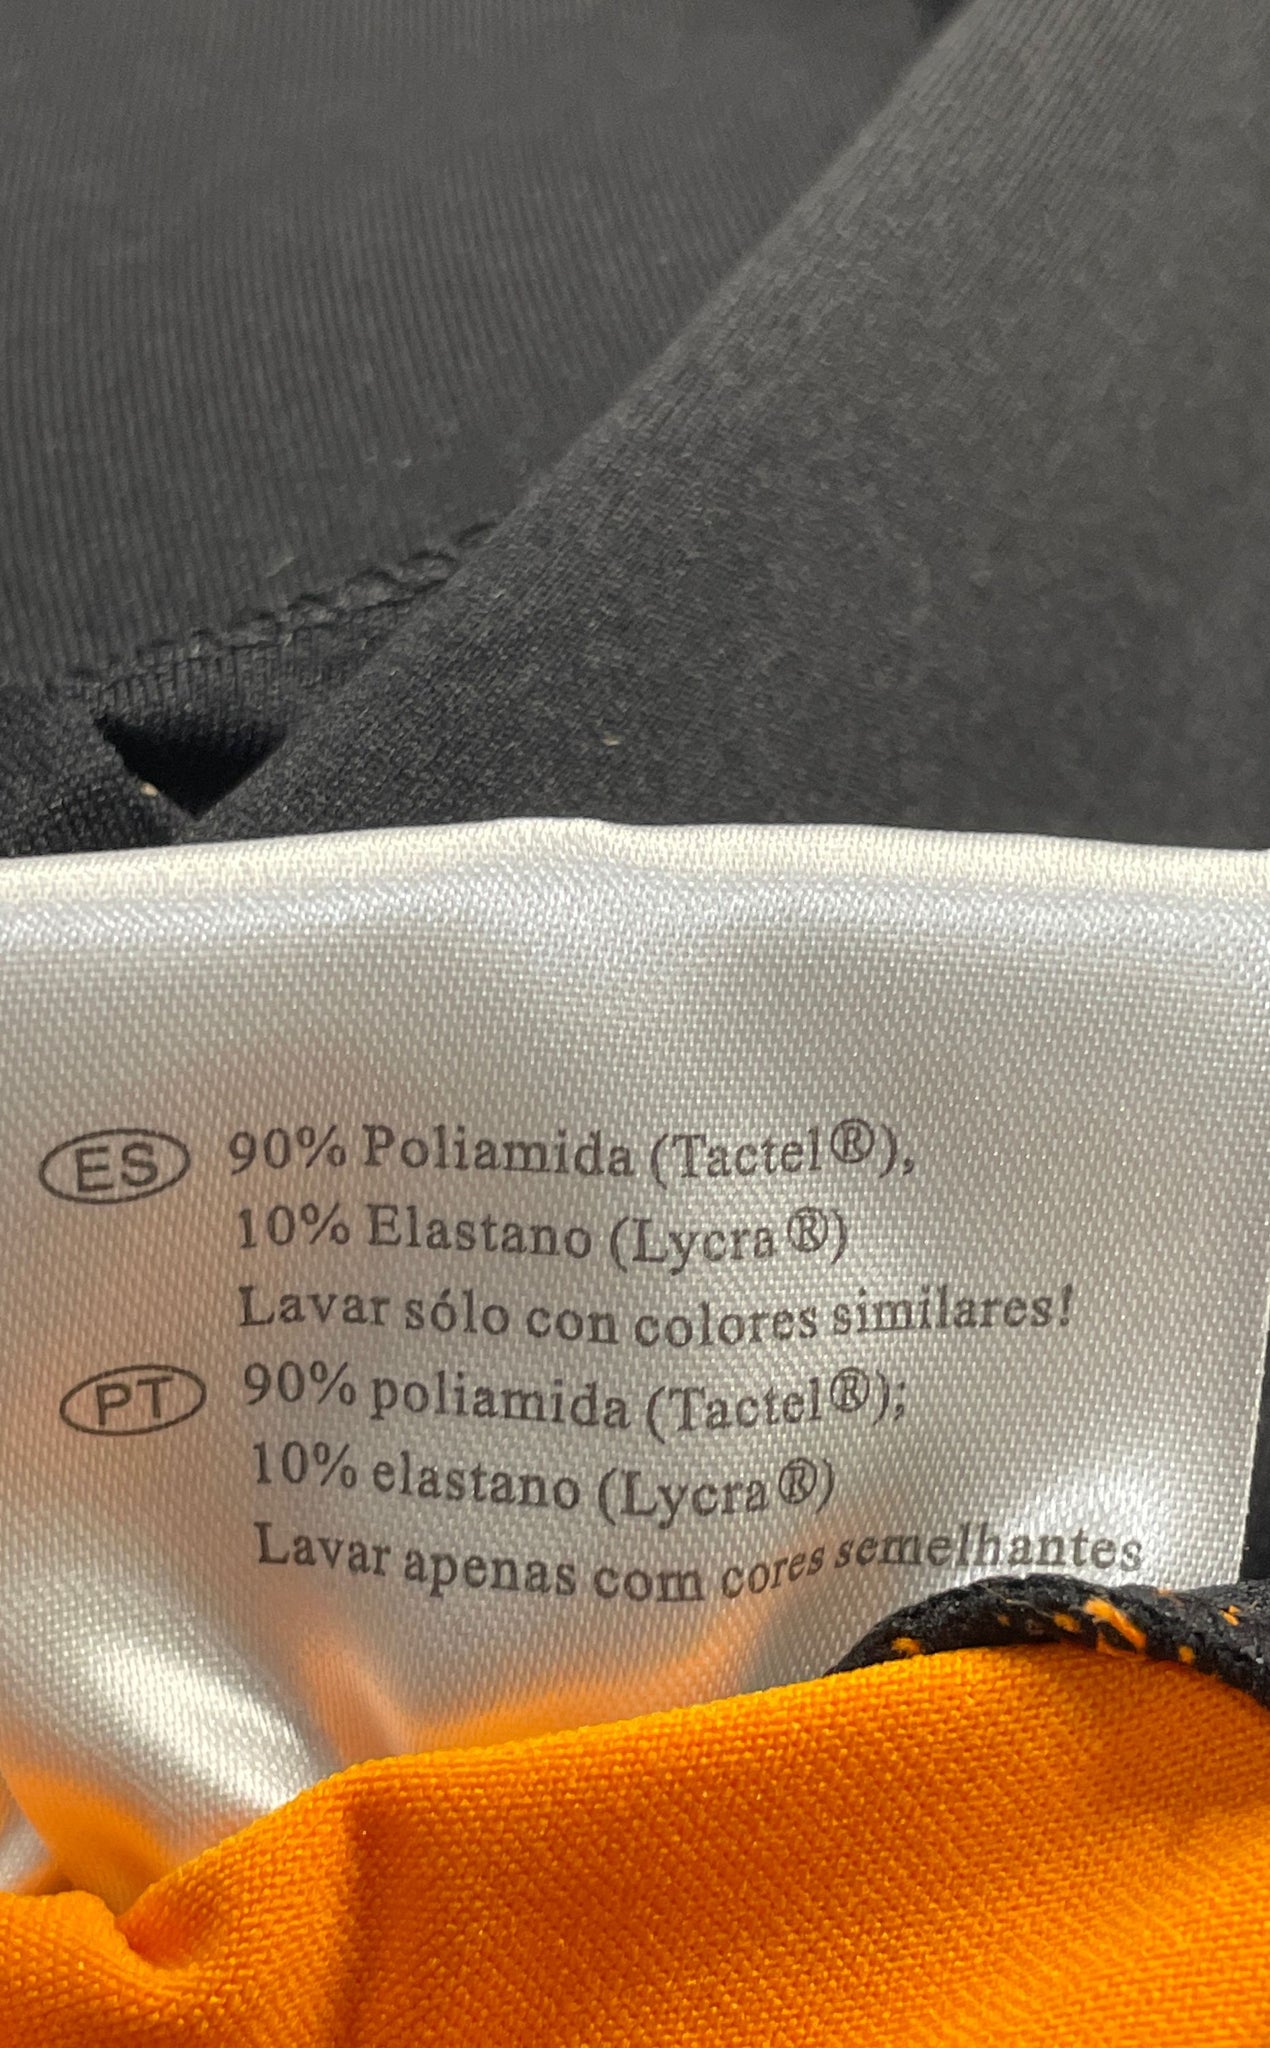 ES 90% Poliamida (Tactel®),
10% Elastano (Lycra®)
Lavar sólo con colores similares!
PT 90% poliamida (Tactel®);
10% elastano (Lycra®)
Lavar apenas com cores semelhantes